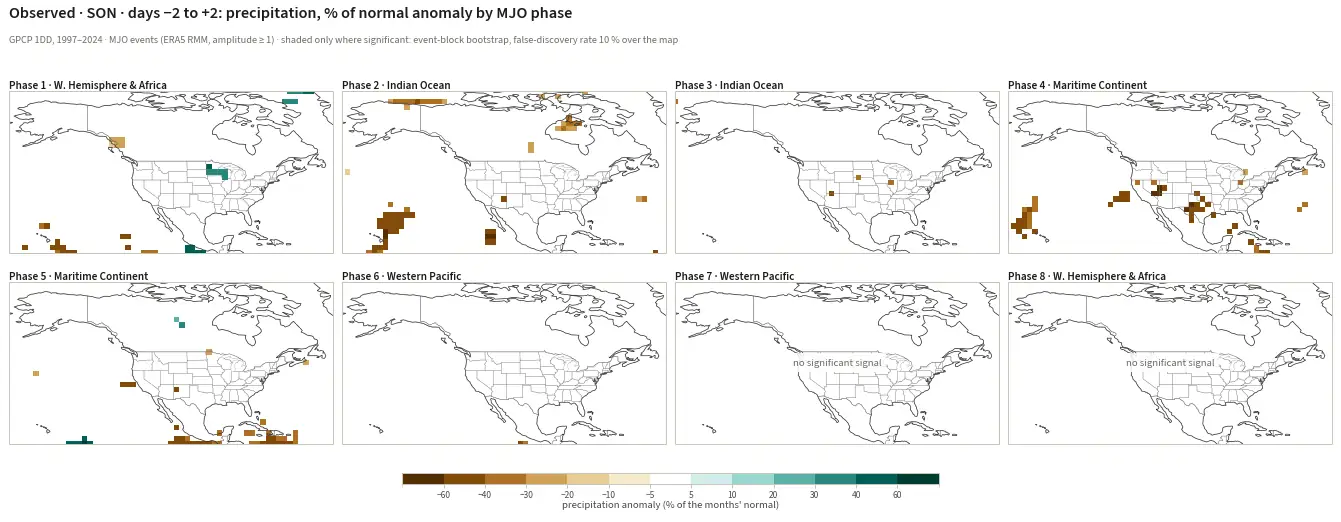 Observed · SON · days −2 to +2: precipitation, % of normal anomaly by MJO phase
GPCP 1DD, 1997–2024 · MJO events (ERA5 RMM, amplitude ≥ 1) · shaded only where significant: event-block bootstrap, false-discovery rate 10 % over the map
Phase 1 · W. Hemisphere & Africa
Phase 2 · Indian Ocean
Phase 3 · Indian Ocean
Phase 4 · Maritime Continent
Phase 5 · Maritime Continent
Phase 6 · Western Pacific
Phase 7 · Western Pacific
Phase 8 · W. Hemisphere & Africa
no significant signal
no significant signal
−60 −40 −30 −20 −10 −5 5 10 20 30 40 60
precipitation anomaly (% of the months' normal)